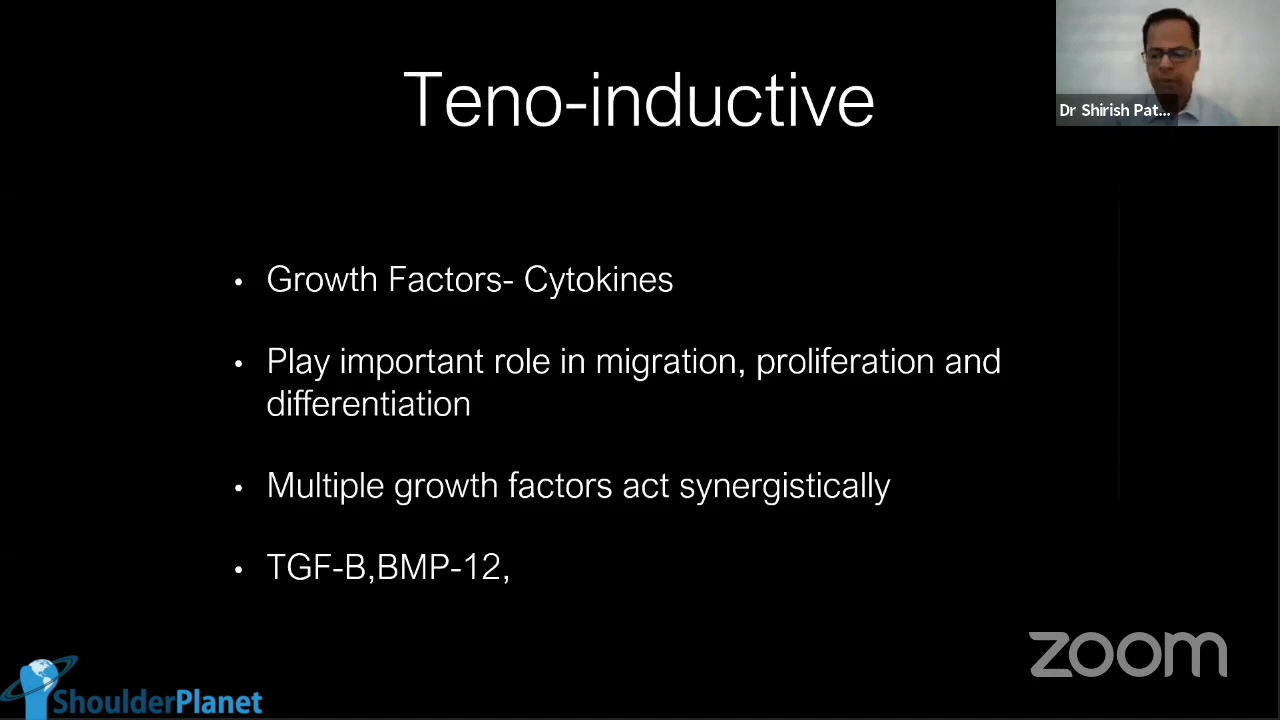 Teno-inductive
Dr Shirish Pat...
• Growth Factors- Cytokines
• Play important role in migration, proliferation and
differentiation
• Multiple growth factors act synergistically
• TGF-B,BMP-12,
zoom
ShoulderPlanet